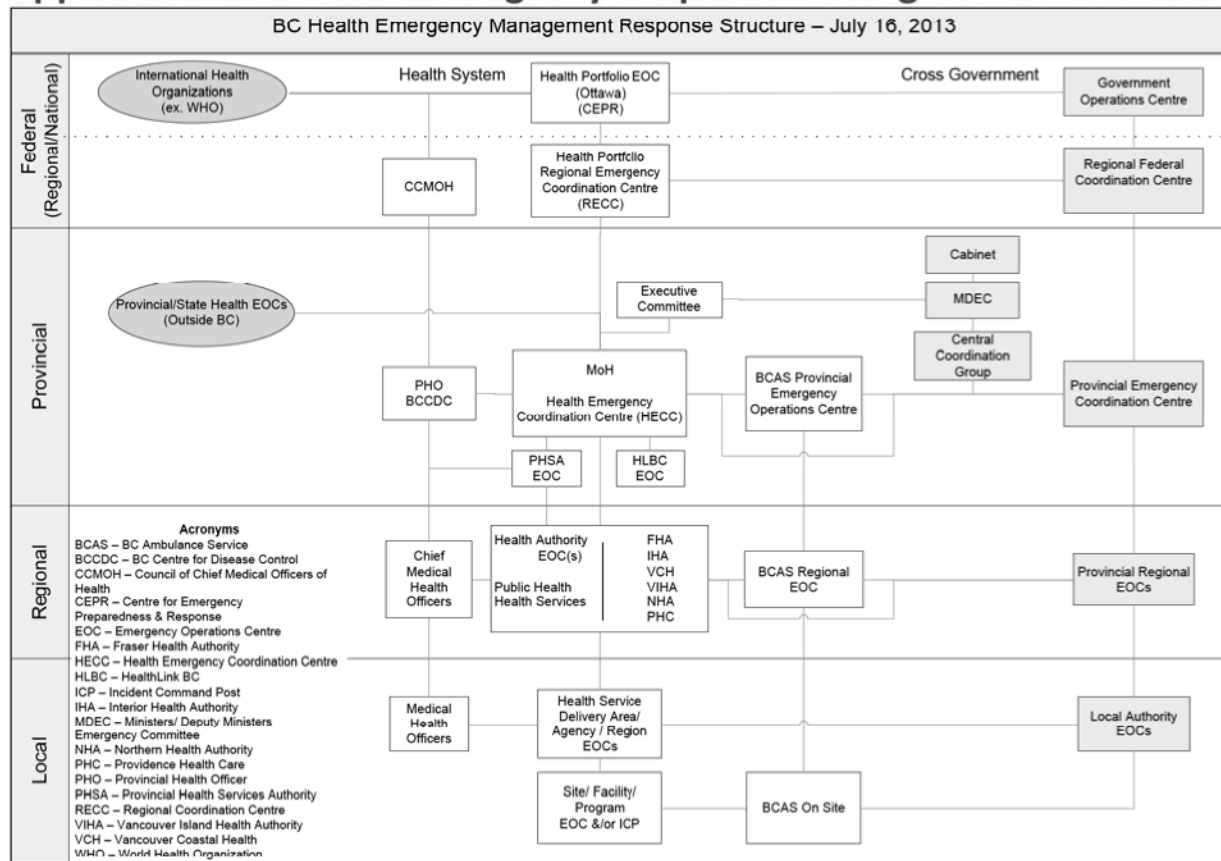 BC Health Emergency Management Response Structure – July 16, 2013
Federal
(Regional/National)
International Health
Organizations
(ex. WHO)
Health System
Health Portfolio EOC
(Ottawa)
(CEPR)
Cross Government
Government
Operations Centre
CCMOH
Health Portfolio
Regional Emergency
Coordination Centre
(RECC)
Regional Federal
Coordination Centre
Provincial
Provincial/State Health EOCs
(Outside BC)
Executive
Committee
Cabinet
MDEC
Central
Coordination
Group
PHO
BCCDC
MoH
Health Emergency
Coordination Centre (HECC)
BCAS Provincial
Emergency
Operations Centre
Provincial Emergency
Coordination Centre
PHSA
EOC
HLBC
EOC
Regional
Chief
Medical
Health
Officers
Health Authority
EOC(s)
Public Health
Health Services
FHA
IHA
VCH
VIHA
NHA
PHC
BCAS Regional
EOC
Provincial Regional
EOCs
Local
Medical
Health
Officers
Health Service
Delivery Area/
Agency / Region
EOCs
Local Authority
EOCs
Site/ Facility/
Program
EOC &/or ICP
BCAS On Site
Acronyms
BCAS – BC Ambulance Service
BCCDC – BC Centre for Disease Control
CCMOH – Council of Chief Medical Officers of
Health
CEPR – Centre for Emergency
Preparedness & Response
EOC – Emergency Operations Centre
FHA – Fraser Health Authority
HECC – Health Emergency Coordination Centre
HLBC – HealthLink BC
ICP – Incident Command Post
IHA – Interior Health Authority
MDEC – Ministers/ Deputy Ministers
Emergency Committee
NHA – Northern Health Authority
PHC – Providence Health Care
PHO – Provincial Health Officer
PHSA – Provincial Health Services Authority
RECC – Regional Coordination Centre
VIHA – Vancouver Island Health Authority
VCH – Vancouver Coastal Health
WHO – World Health Organization